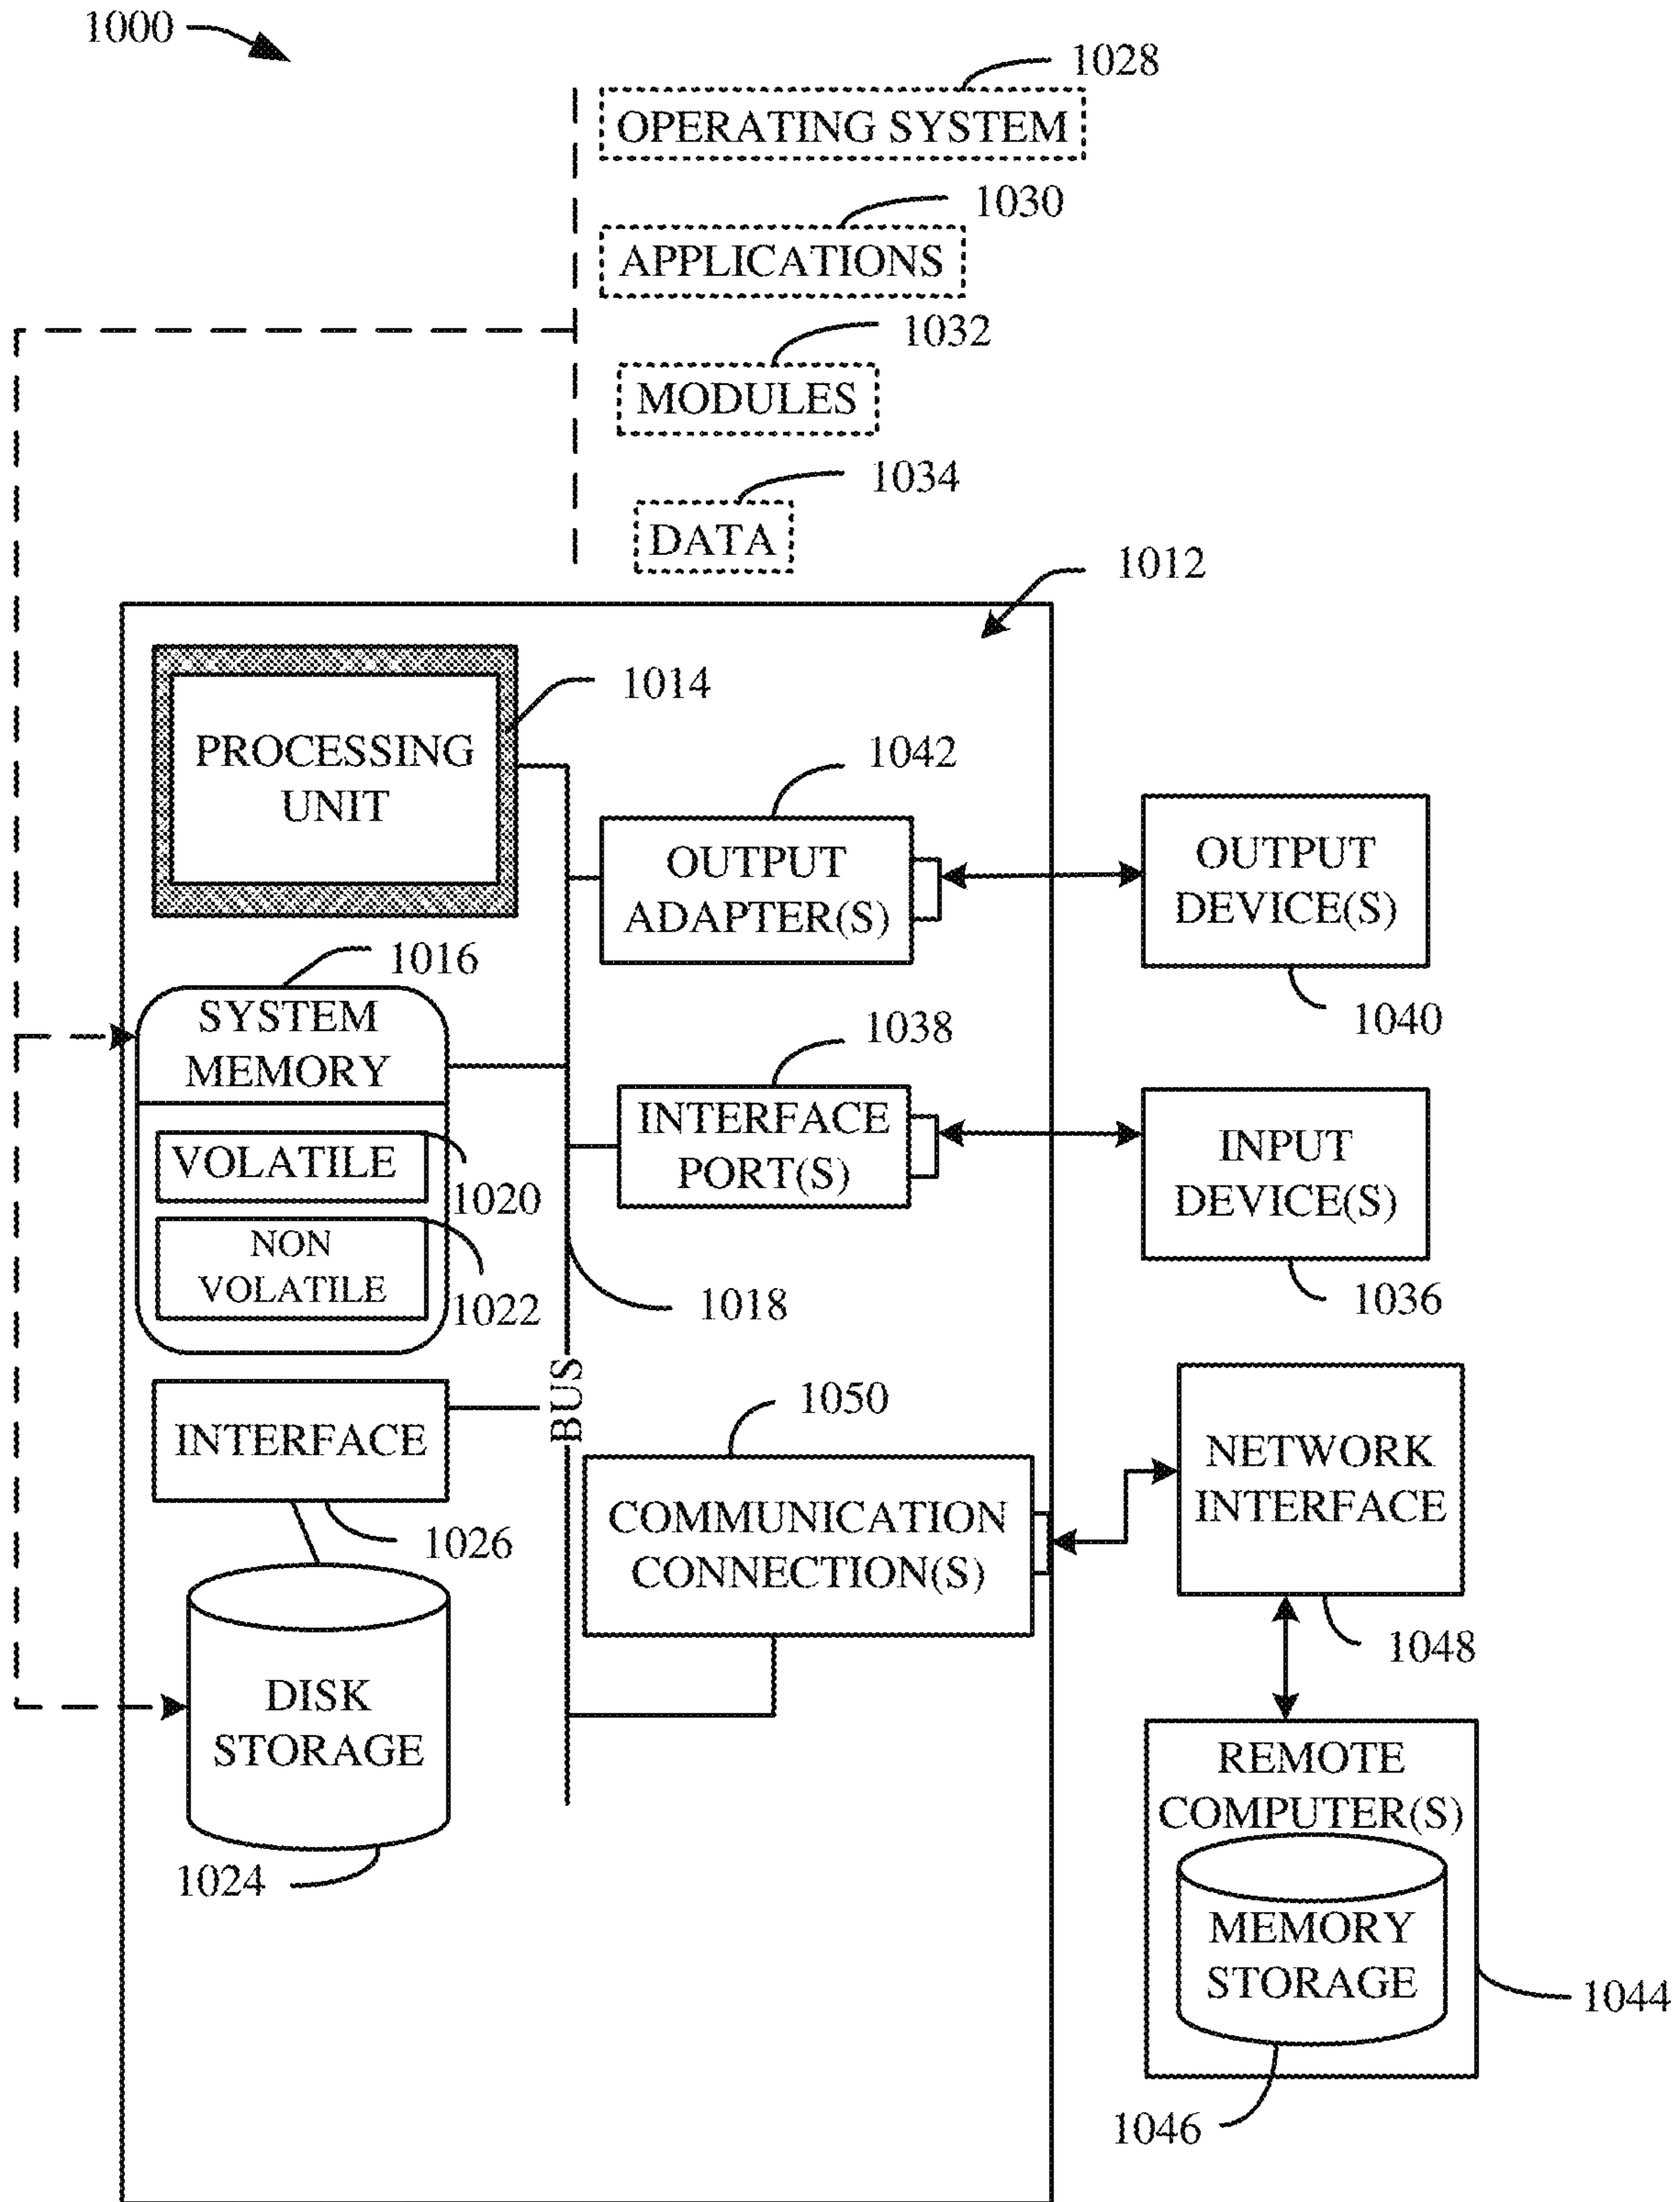 1000
1028
OPERATING SYSTEM
1030
APPLICATIONS
1032
MODULES
1034
DATA
1012
1014
PROCESSING
UNIT
1042
OUTPUT
ADAPTER(S)
OUTPUT
DEVICE(S)
1040
1016
SYSTEM
MEMORY
VOLATILE
1020
NON
VOLATILE
1022
1038
INTERFACE
PORT(S)
INPUT
DEVICE(S)
1036
1018
BUS
INTERFACE
1026
1050
COMMUNICATION
CONNECTION(S)
NETWORK
INTERFACE
1048
DISK
STORAGE
1024
REMOTE
COMPUTER(S)
MEMORY
STORAGE
1044
1046